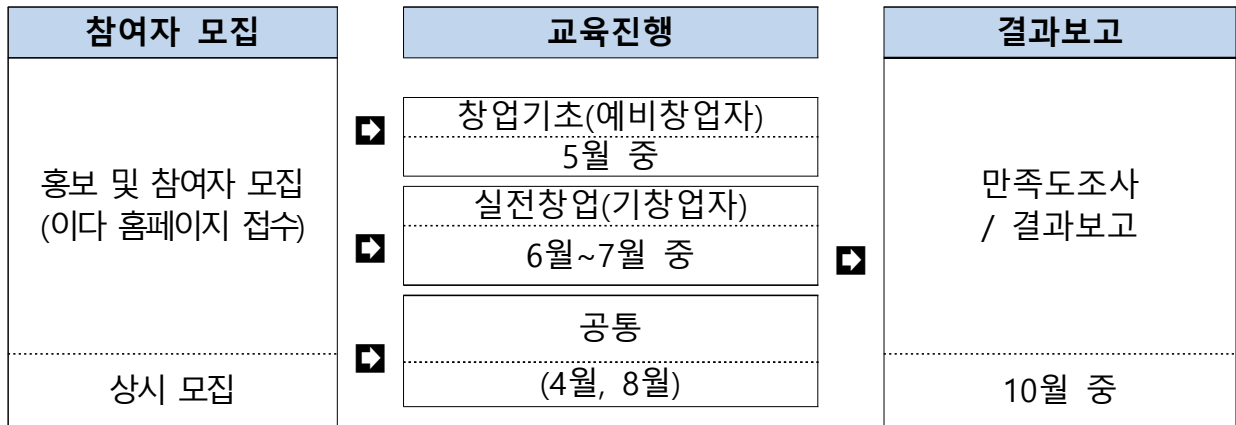 참여자 모집
홍보 및 참여자 모집
(이다 홈페이지 접수)
상시 모집
교육진행
창업기초(예비창업자)
5월 중
실전창업(기창업자)
6월~7월 중
공통
(4월, 8월)
결과보고
만족도조사
/ 결과보고
10월 중